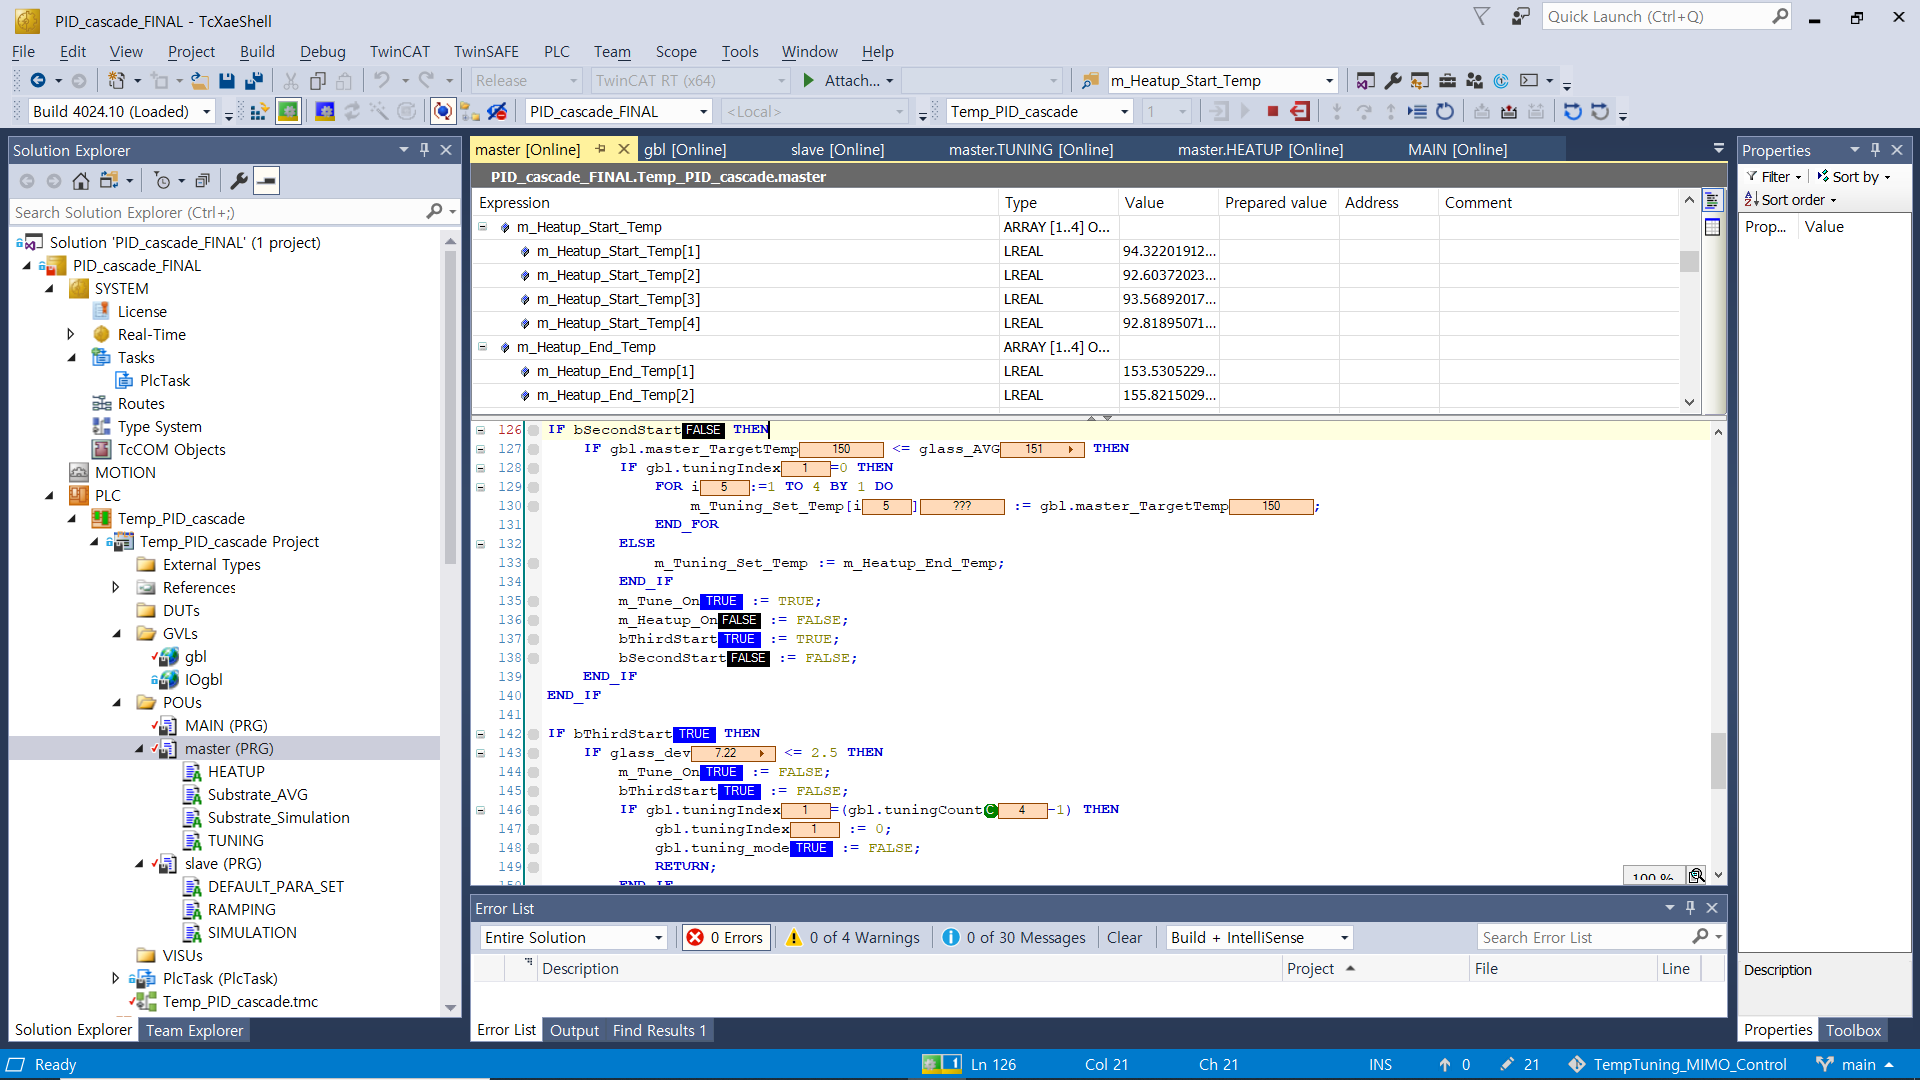 PID_cascade_FINAL - TcXaeShell
Quick Launch (Ctrl+Q)
File Edit View Project Build Debug TwinCAT TwinSAFE PLC Team Scope Tools Window Help
Release TwinCAT RT (x64) Attach... m_Heatup_Start_Temp
Build 4024.10 (Loaded) PID_cascade_FINAL <Local> Temp_PID_cascade 1
Solution Explorer
Search Solution Explorer (Ctrl+;)
Solution 'PID_cascade_FINAL' (1 project)
PID_cascade_FINAL
SYSTEM
License
Real-Time
Tasks
PlcTask
Routes
Type System
TcCOM Objects
MOTION
PLC
Temp_PID_cascade
Temp_PID_cascade Project
External Types
References
DUTs
GVLs
gbl
IOgbl
POUs
MAIN (PRG)
master (PRG)
HEATUP
Substrate_AVG
Substrate_Simulation
TUNING
slave (PRG)
DEFAULT_PARA_SET
RAMPING
SIMULATION
VISUs
PlcTask (PlcTask)
Temp_PID_cascade.tmc
Solution Explorer Team Explorer
master [Online] gbl [Online] slave [Online] master.TUNING [Online] master.HEATUP [Online] MAIN [Online]
PID_cascade_FINAL.Temp_PID_cascade.master
Expression Type Value Prepared value Address Comment
m_Heatup_Start_Temp ARRAY [1..4] O...
m_Heatup_Start_Temp[1] LREAL 94.32201912...
m_Heatup_Start_Temp[2] LREAL 92.60372023...
m_Heatup_Start_Temp[3] LREAL 93.56892017...
m_Heatup_Start_Temp[4] LREAL 92.81895071...
m_Heatup_End_Temp ARRAY [1..4] O...
m_Heatup_End_Temp[1] LREAL 153.5305229...
m_Heatup_End_Temp[2] LREAL 155.8215029...
126 IF bSecondStart FALSE THEN
127 IF gbl.master_TargetTemp 150 <= glass_AVG 151 THEN
128 IF gbl.tuningIndex 1 =0 THEN
129 FOR i 5 :=1 TO 4 BY 1 DO
130 m_Tuning_Set_Temp[i 5 ] ??? := gbl.master_TargetTemp 150 ;
131 END_FOR
132 ELSE
133 m_Tuning_Set_Temp := m_Heatup_End_Temp;
134 END_IF
135 m_Tune_On TRUE := TRUE;
136 m_Heatup_On FALSE := FALSE;
137 bThirdStart TRUE := TRUE;
138 bSecondStart FALSE := FALSE;
139 END_IF
140 END_IF
141
142 IF bThirdStart TRUE THEN
143 IF glass_dev 7.22 <= 2.5 THEN
144 m_Tune_On TRUE := FALSE;
145 bThirdStart TRUE := FALSE;
146 IF gbl.tuningIndex 1 =(gbl.tuningCount C 4 -1) THEN
147 gbl.tuningIndex 1 := 0;
148 gbl.tuning_mode TRUE := FALSE;
149 RETURN;
150 END_IF
100 %
Error List
Entire Solution 0 Errors 0 of 4 Warnings 0 of 30 Messages Clear Build + IntelliSense Search Error List
Description Project File Line
Error List Output Find Results 1
Properties
Filter Sort by
Sort order
Prop... Value
Description
Properties Toolbox
Ready 1 Ln 126 Col 21 Ch 21 INS 0 21 TempTuning_MIMO_Control main